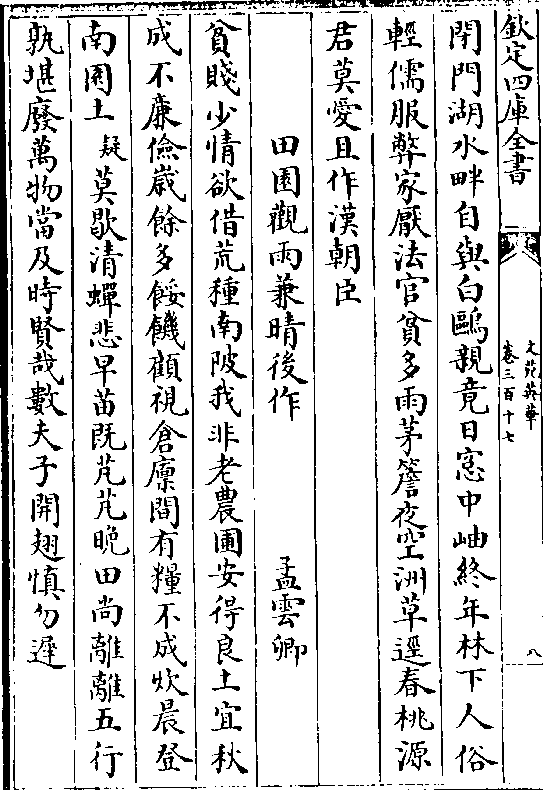 欽定四庫全書
文苑英華
卷三百十七
八
閉門湖水畔自與白鷗親竟日窓中岫終年林下人俗
輕儒服弊家厭法官貧多雨茅簷夜空洲草逕春桃源
君莫愛且作漢朝臣
田園觀雨兼晴後作 孟雲卿
貧賤少情欲借荒種南陂我非老農圃安得良土宜秋
成不廉儉歲餘多餒饑顧視倉廩間有糧不成炊晨登
南園土疑莫歇清蟬悲早苗既芃芃晚田尚離離五行
孰堪廢萬物當及時賢哉數夫子開翅慎勿遲